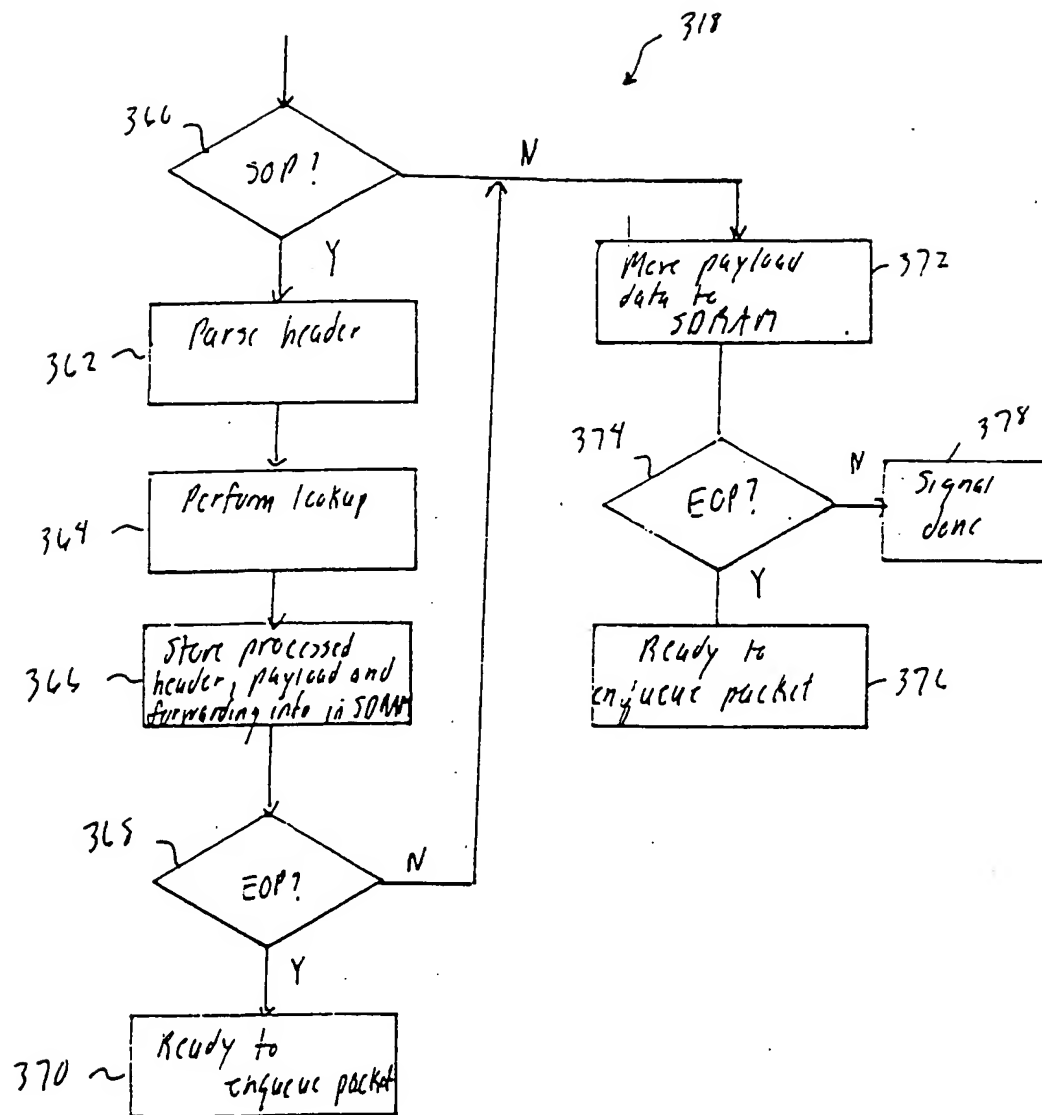 318
366
SOP?
N
Y
362
Parse header
Move payload
data to
SDRAM
372
364
Perform lookup
374
EOP?
N
378
Signal
done
Y
366
Store processed
header, payload and
forwarding info in SDRAM
Ready to
enqueue packet
376
368
EOP?
N
Y
370
Ready to
enqueue packet